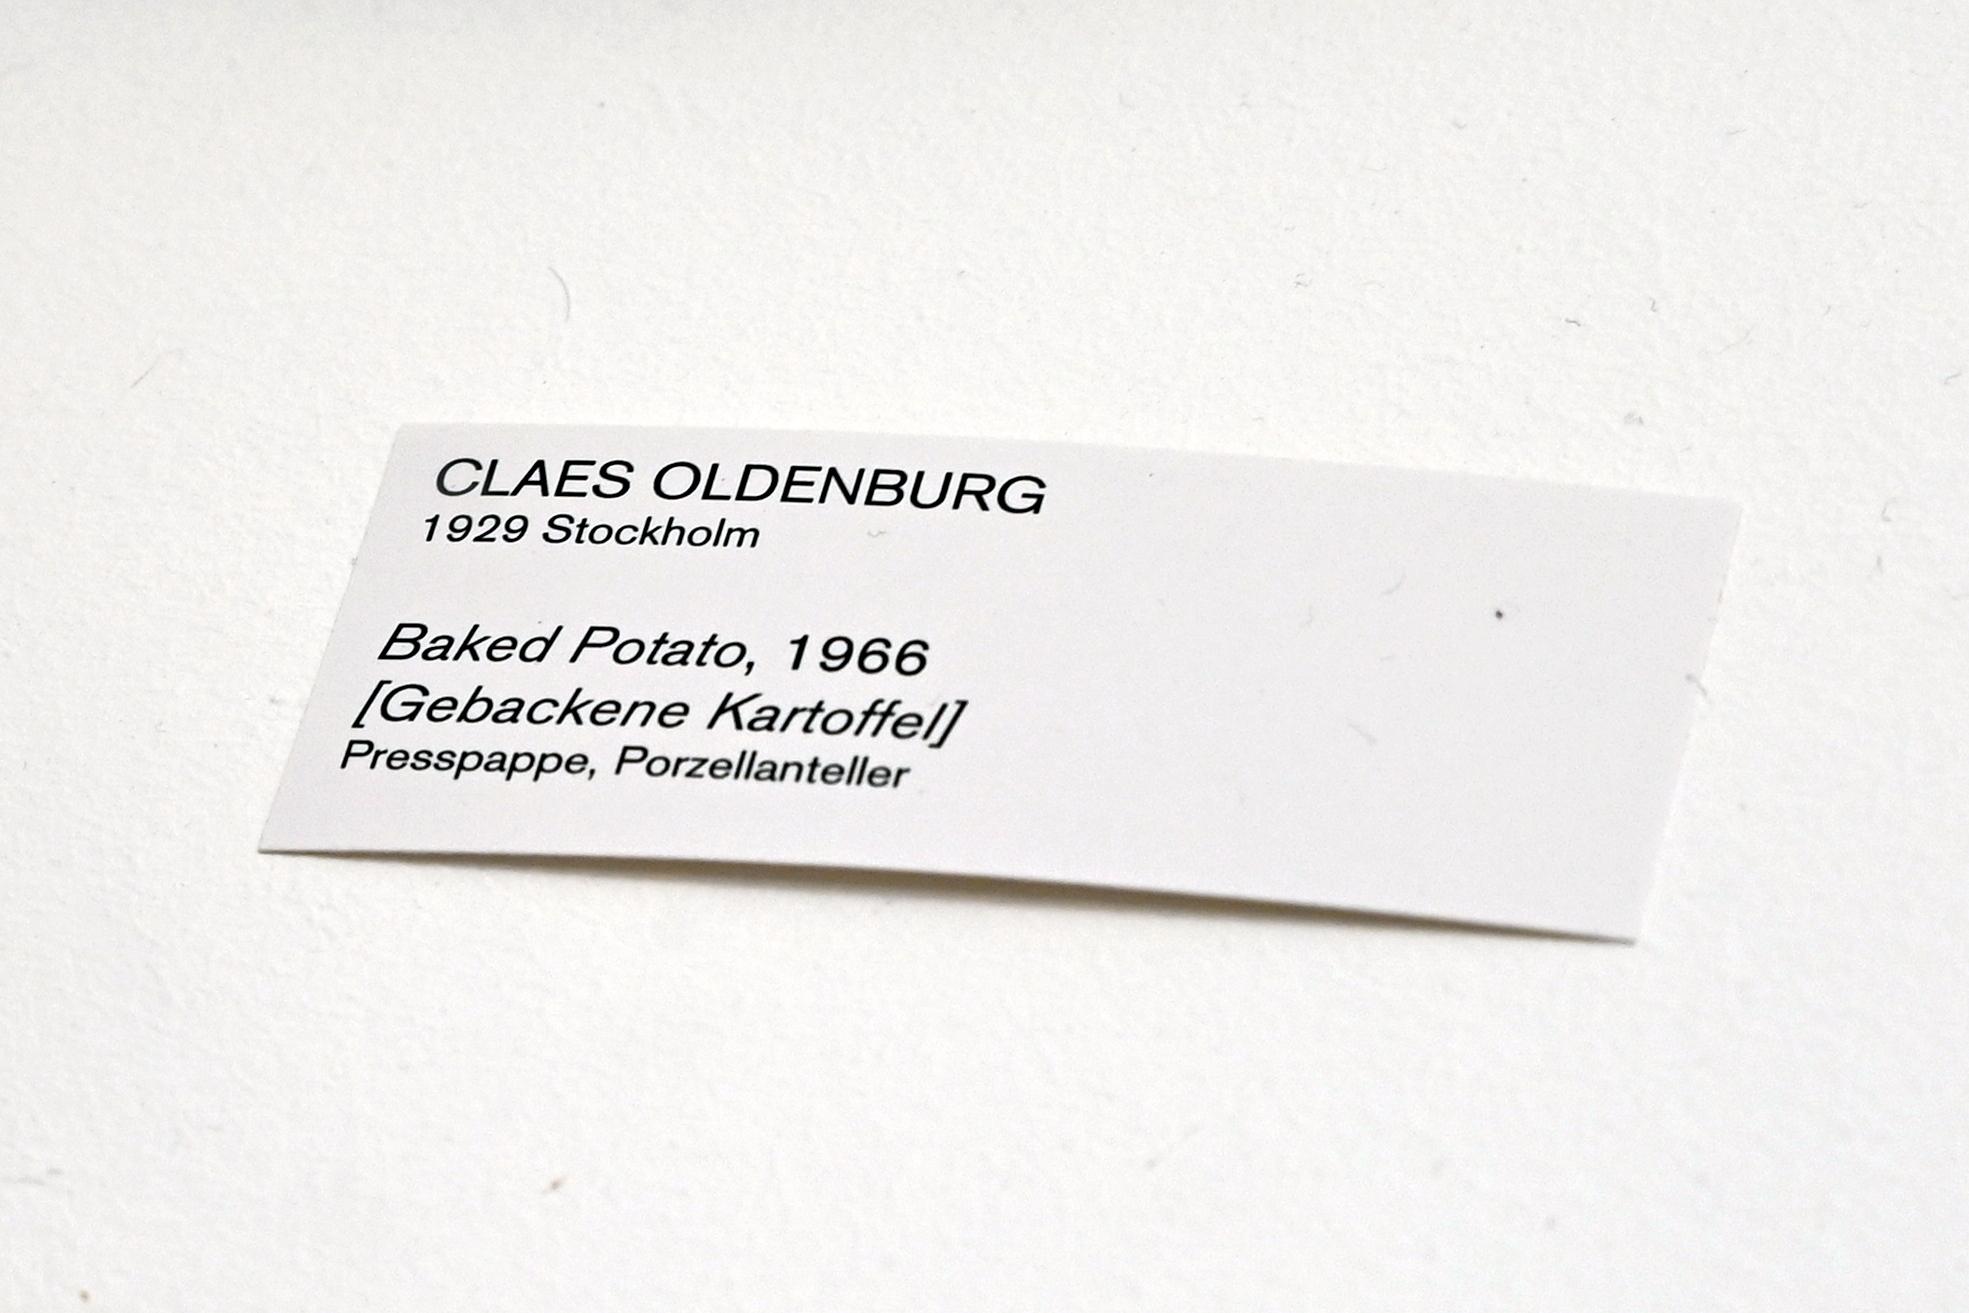 CLAES OLDENBURG
1929 Stockholm
Baked Potato, 1966
[Gebackene Kartoffel]
Presspappe, Porzellanteller